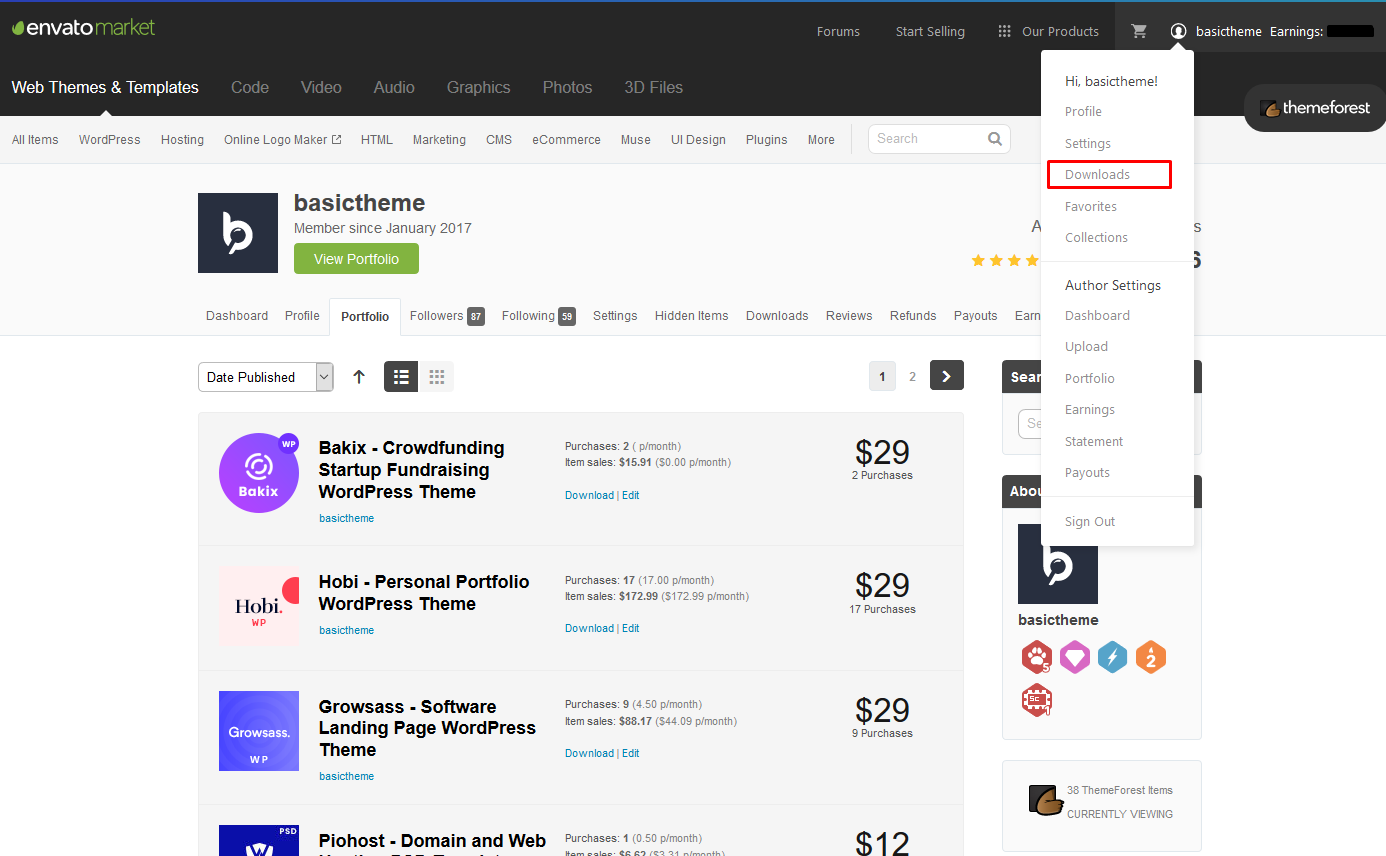 envato market
Forums
Start Selling
Our Products
basictheme Earnings:
Web Themes & Templates
Code
Video
Audio
Graphics
Photos
3D Files
themeforest
All Items
WordPress
Hosting
Online Logo Maker
HTML
Marketing
CMS
eCommerce
Muse
UI Design
Plugins
More
Search
Hi, basictheme!
Profile
Settings
Downloads
Favorites
Collections
Author Settings
Dashboard
Upload
Portfolio
Earnings
Statement
Payouts
Sign Out
basictheme
Member since January 2017
View Portfolio
Dashboard
Profile
Portfolio
Followers 87
Following 59
Settings
Hidden Items
Downloads
Reviews
Refunds
Payouts
Earn
Date Published
1
2
Bakix
WP
Bakix - Crowdfunding
Startup Fundraising
WordPress Theme
basictheme
Purchases: 2 ( p/month)
Item sales: $15.91 ($0.00 p/month)
Download | Edit
$29
2 Purchases
Hobi.
WP
Hobi - Personal Portfolio
WordPress Theme
basictheme
Purchases: 17 (17.00 p/month)
Item sales: $172.99 ($172.99 p/month)
Download | Edit
$29
17 Purchases
Growsass.
WP
Growsass - Software
Landing Page WordPress
Theme
basictheme
Purchases: 9 (4.50 p/month)
Item sales: $88.17 ($44.09 p/month)
Download | Edit
$29
9 Purchases
PSD
Piohost - Domain and Web
Purchases: 1 (0.50 p/month)
Item sales: $6.62 ($3.31 p/month)
$12
Sear
Se
Abou
basictheme
5
2
SC
1
38 ThemeForest Items
CURRENTLY VIEWING